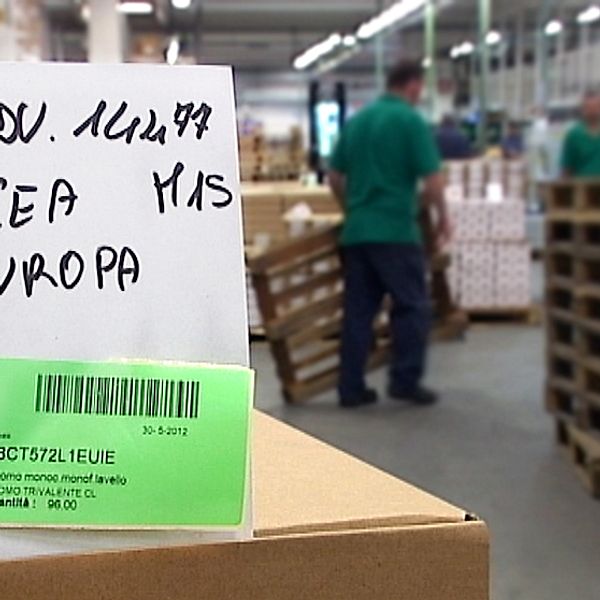 DV. 14477
CEA M15
UROPA
30-5-2012
BCT572L1EUIE
omo monoc.monof.lavello
OMO TRIVALENTE CL
antità : 96.00